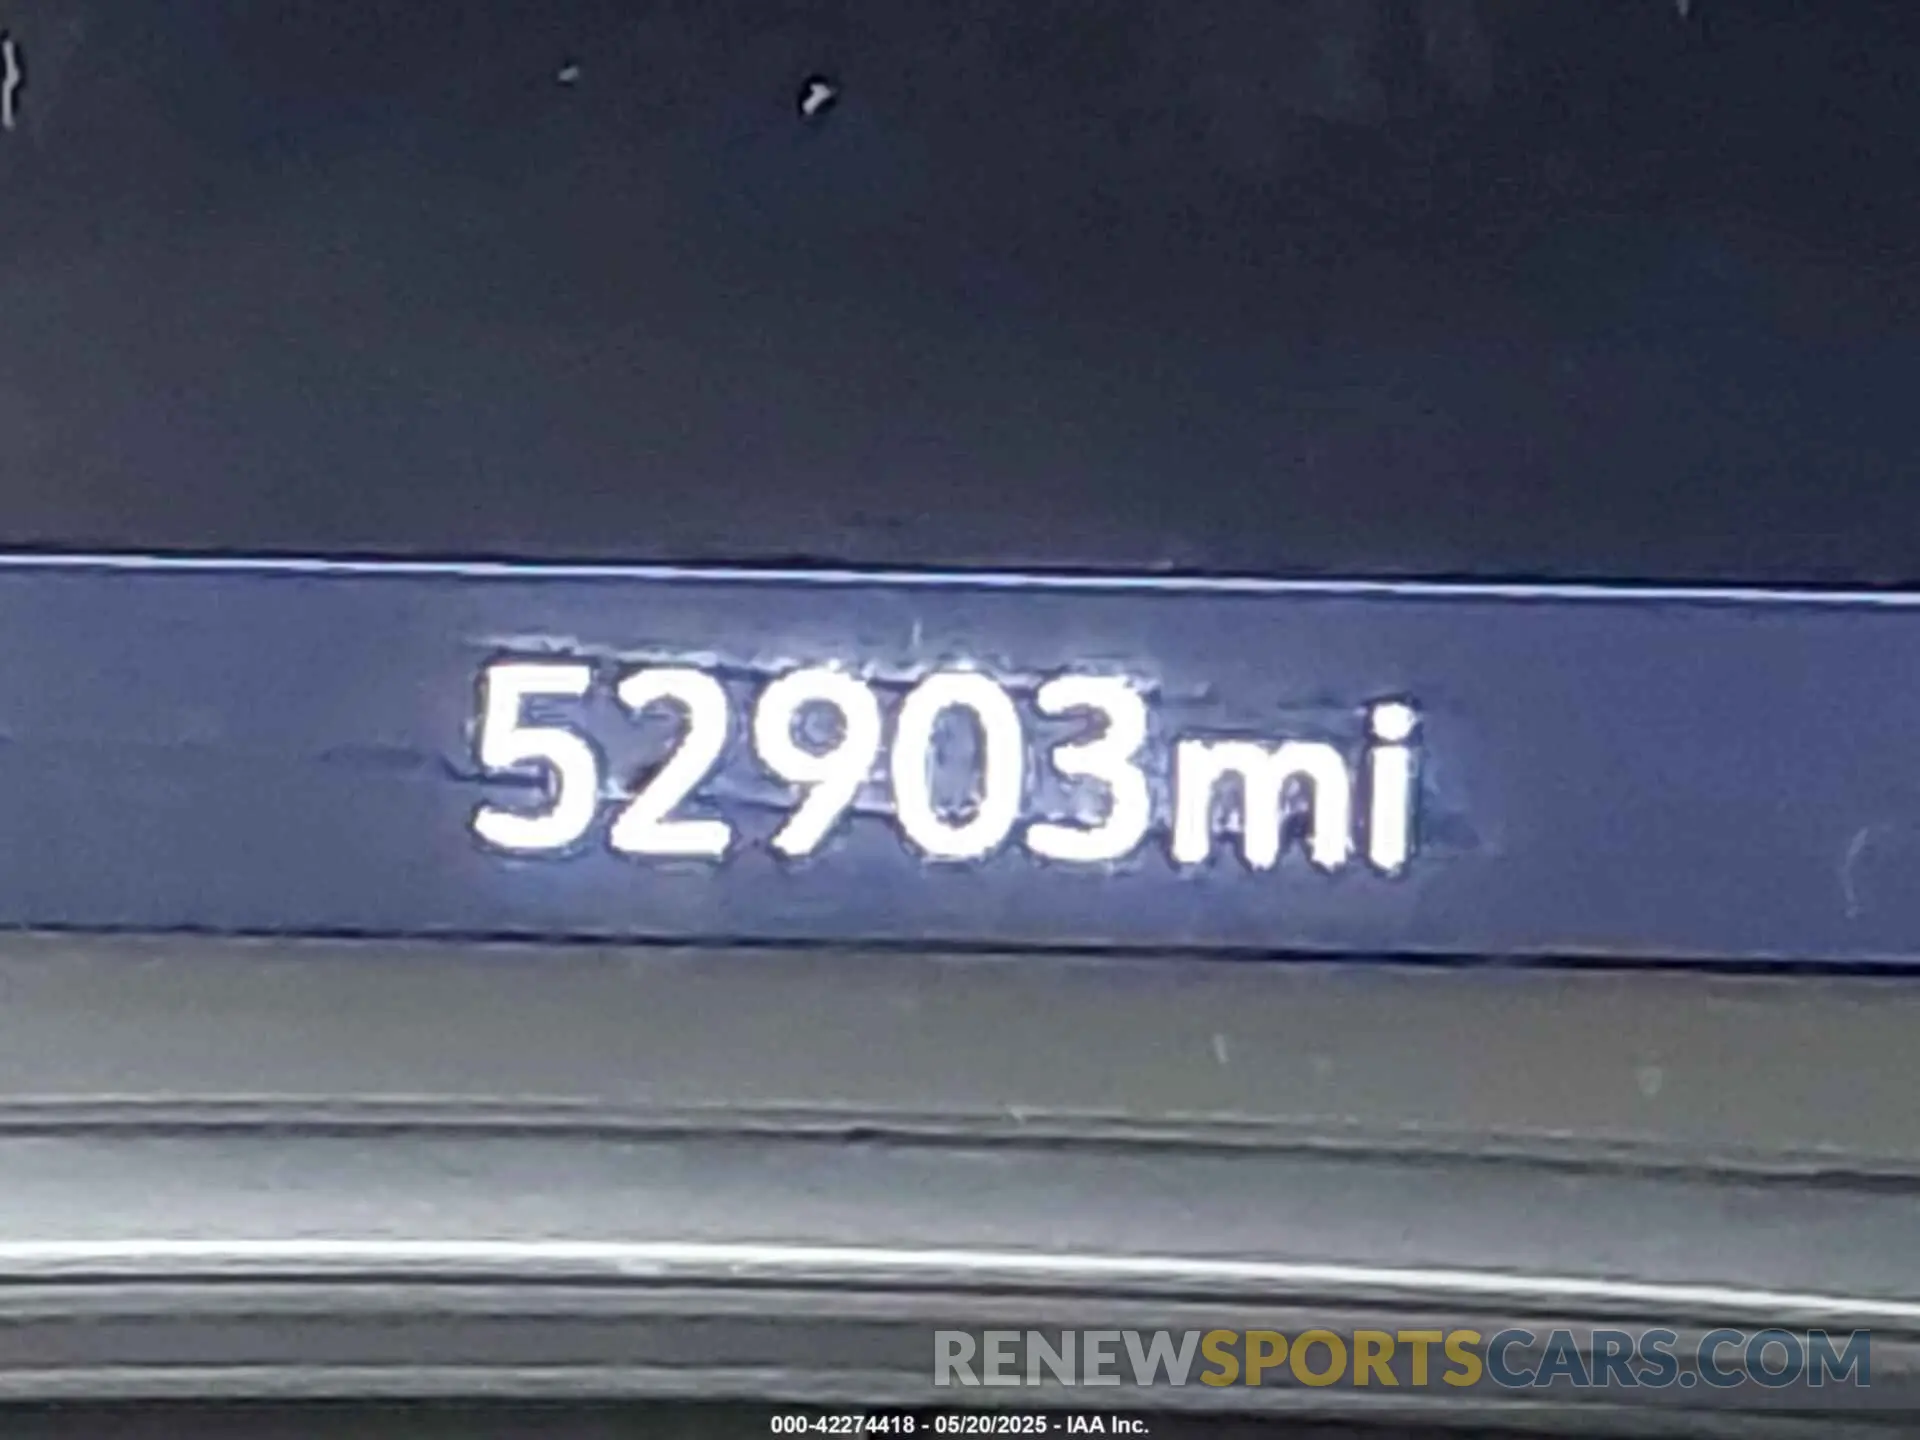 52903mi
RENEWSPORTSCARS.COM
000-42274418 - 05/20/2025 - IAA Inc.